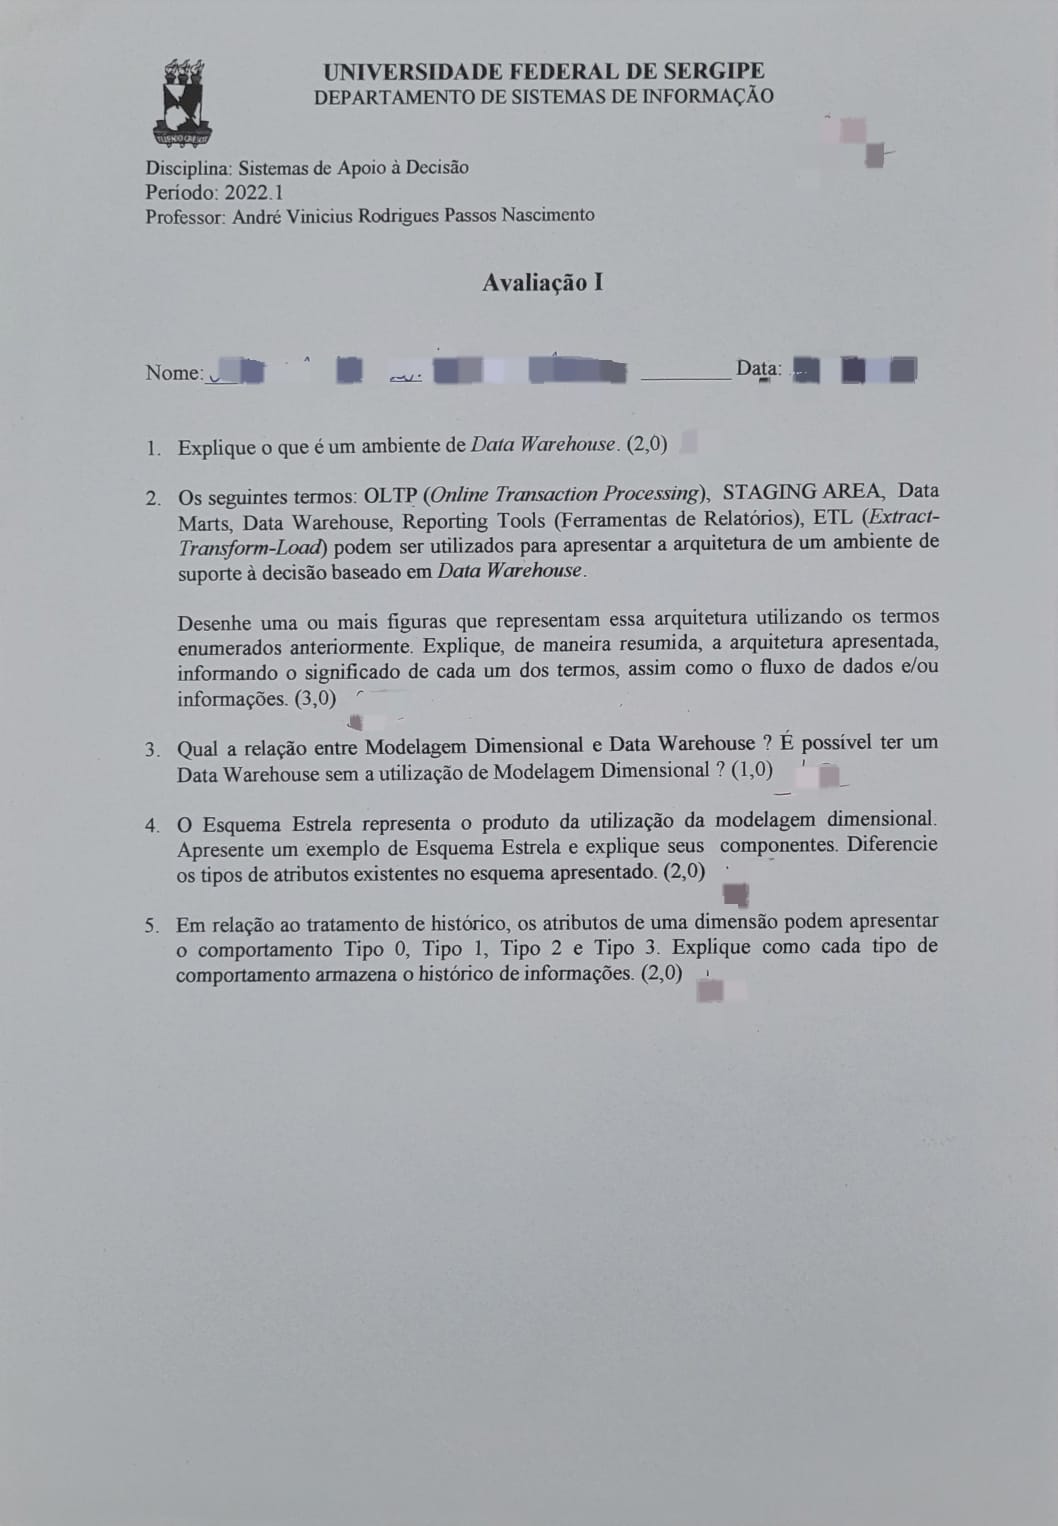 UNIVERSIDADE FEDERAL DE SERGIPE
DEPARTAMENTO DE SISTEMAS DE INFORMAÇÃO
Disciplina: Sistemas de Apoio à Decisão
Período: 2022.1
Professor: André Vinicius Rodrigues Passos Nascimento
Avaliação I
Nome: Data:
1. Explique o que é um ambiente de Data Warehouse. (2,0)
2. Os seguintes termos: OLTP (Online Transaction Processing), STAGING AREA, Data
Marts, Data Warehouse, Reporting Tools (Ferramentas de Relatórios), ETL (Extract-
Transform-Load) podem ser utilizados para apresentar a arquitetura de um ambiente de
suporte à decisão baseado em Data Warehouse.
Desenhe uma ou mais figuras que representam essa arquitetura utilizando os termos
enumerados anteriormente. Explique, de maneira resumida, a arquitetura apresentada,
informando o significado de cada um dos termos, assim como o fluxo de dados e/ou
informações. (3,0)
3. Qual a relação entre Modelagem Dimensional e Data Warehouse ? É possível ter um
Data Warehouse sem a utilização de Modelagem Dimensional ? (1,0)
4. O Esquema Estrela representa o produto da utilização da modelagem dimensional.
Apresente um exemplo de Esquema Estrela e explique seus componentes. Diferencie
os tipos de atributos existentes no esquema apresentado. (2,0)
5. Em relação ao tratamento de histórico, os atributos de uma dimensão podem apresentar
o comportamento Tipo 0, Tipo 1, Tipo 2 e Tipo 3. Explique como cada tipo de
comportamento armazena o histórico de informações. (2,0)